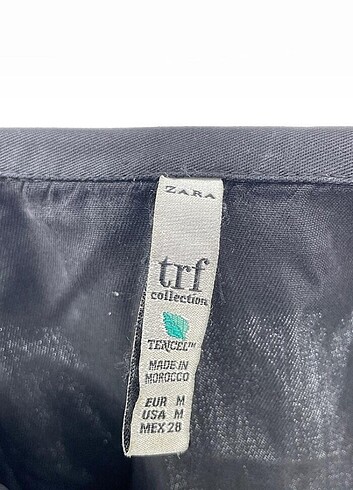 ZARA
trf
collection
TENCEL™
MADE IN
MOROCCO
EUR M
USA M
MEX 28